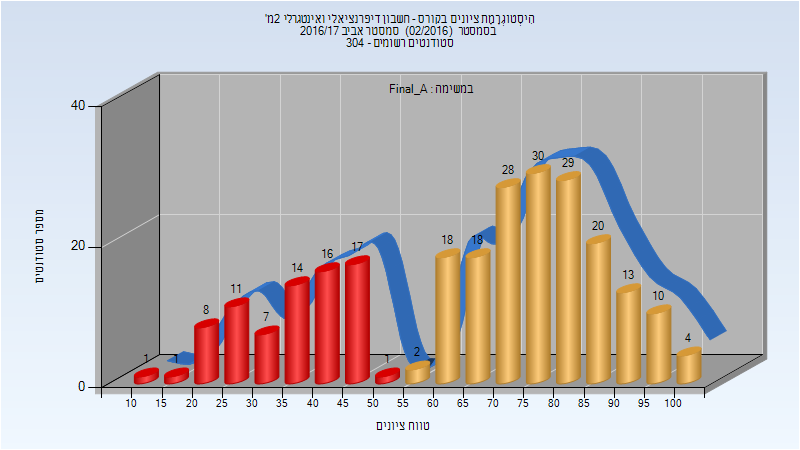 היסטוגרמת ציונים בקורס - חשבון דיפרנציאלי ואינטגרלי 2מ'
בסמסטר (02/2016) סמסטר אביב 2016/17
סטודנטים רשומים - 304
במשימה : Final_A
40
20
0
מספר סטודנטים
1 1 8 11 7 14 16 17 1 2 18 18 28 30 29 20 13 10 4
10 15 20 25 30 35 40 45 50 55 60 65 70 75 80 85 90 95 100
טווח ציונים